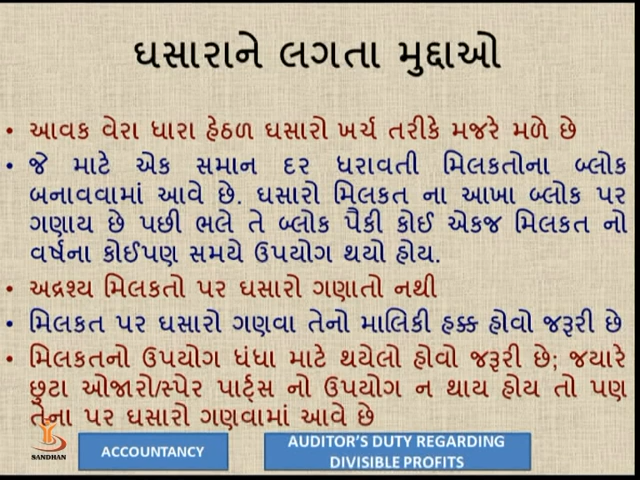 ઘસારાને લગતા મુદ્દાઓ
• આવક વેરા ધારા હેઠળ ઘસારો ખર્ચ તરીકે મજરે મળે છે
• જે માટે એક સમાન દર ધરાવતી મિલકતોના બ્લોક
બનાવવામાં આવે છે. ઘસારો મિલકત ના આખા બ્લોક પર
ગણાય છે પછી ભલે તે બ્લોક પૈકી કોઈ એકજ મિલકત નો
વર્ષના કોઈપણ સમયે ઉપયોગ થયો હોય.
• અદ્રશ્ય મિલકતો પર ઘસારો ગણાતો નથી
• મિલકત પર ઘસારો ગણવા તેનો માલિકી હક્ક હોવો જરૂરી છે
• મિલકતનો ઉપયોગ ધંધા માટે થયેલો હોવો જરૂરી છે; જયારે
છુટા ઓજારો/સ્પેર પાર્ટ્સ નો ઉપયોગ ન થાય હોય તો પણ
તેના પર ઘસારો ગણવામાં આવે છે
SANDHAN
ACCOUNTANCY
AUDITOR'S DUTY REGARDING
DIVISIBLE PROFITS